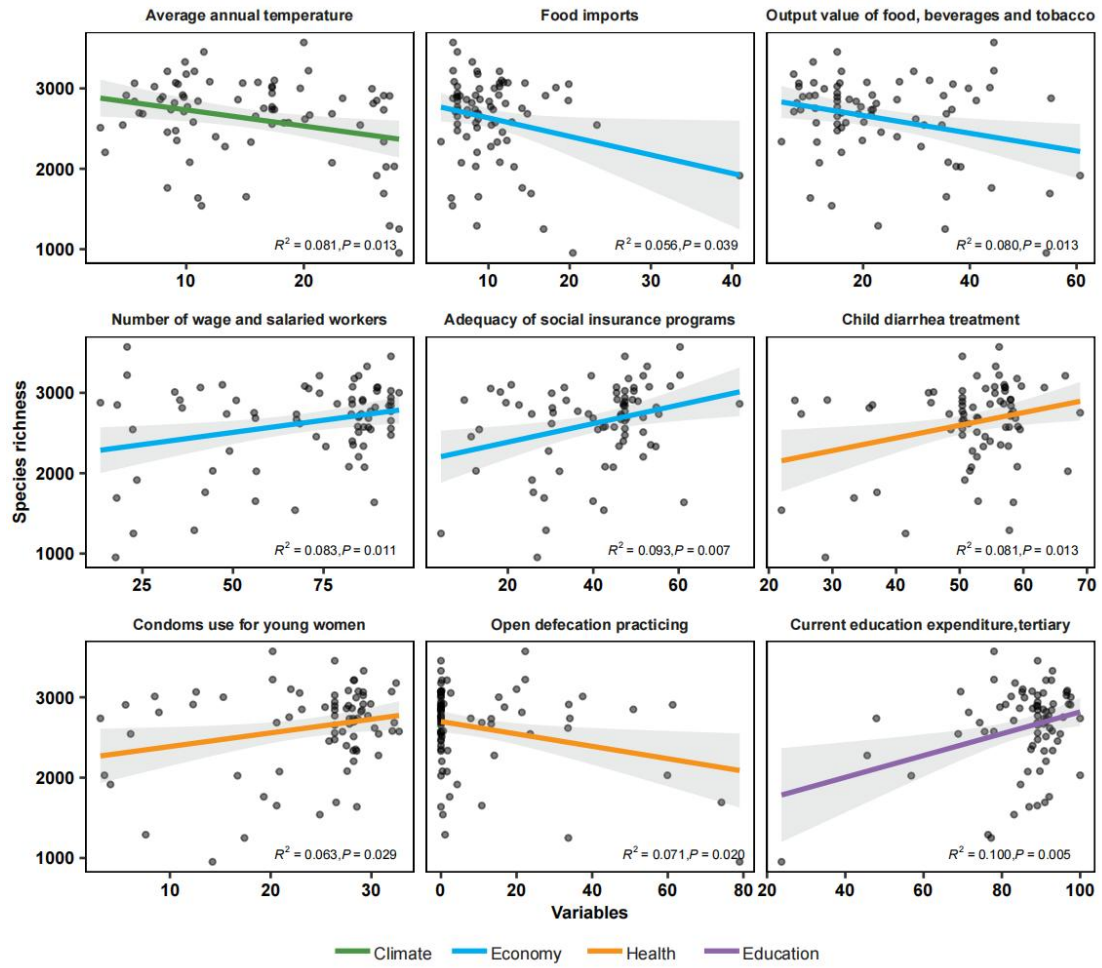 Average annual temperature
Food imports
Output value of food, beverages and tobacco
3000
2000
1000
R² = 0.081,P = 0.013
R² = 0.056,P = 0.039
R² = 0.080,P = 0.013
10 20
10 20 30 40
20 40 60
Number of wage and salaried workers
Adequacy of social insurance programs
Child diarrhea treatment
Species richness
3000
2000
1000
R² = 0.083,P = 0.011
R² = 0.093,P = 0.007
R² = 0.081,P = 0.013
25 50 75
20 40 60
20 30 40 50 60 70
Condoms use for young women
Open defecation practicing
Current education expenditure,tertiary
3000
2000
1000
R² = 0.063,P = 0.029
R² = 0.071,P = 0.020
R² = 0.100,P = 0.005
10 20 30
0 20 40 60 80
20 40 60 80 100
Variables
Climate Economy Health Education